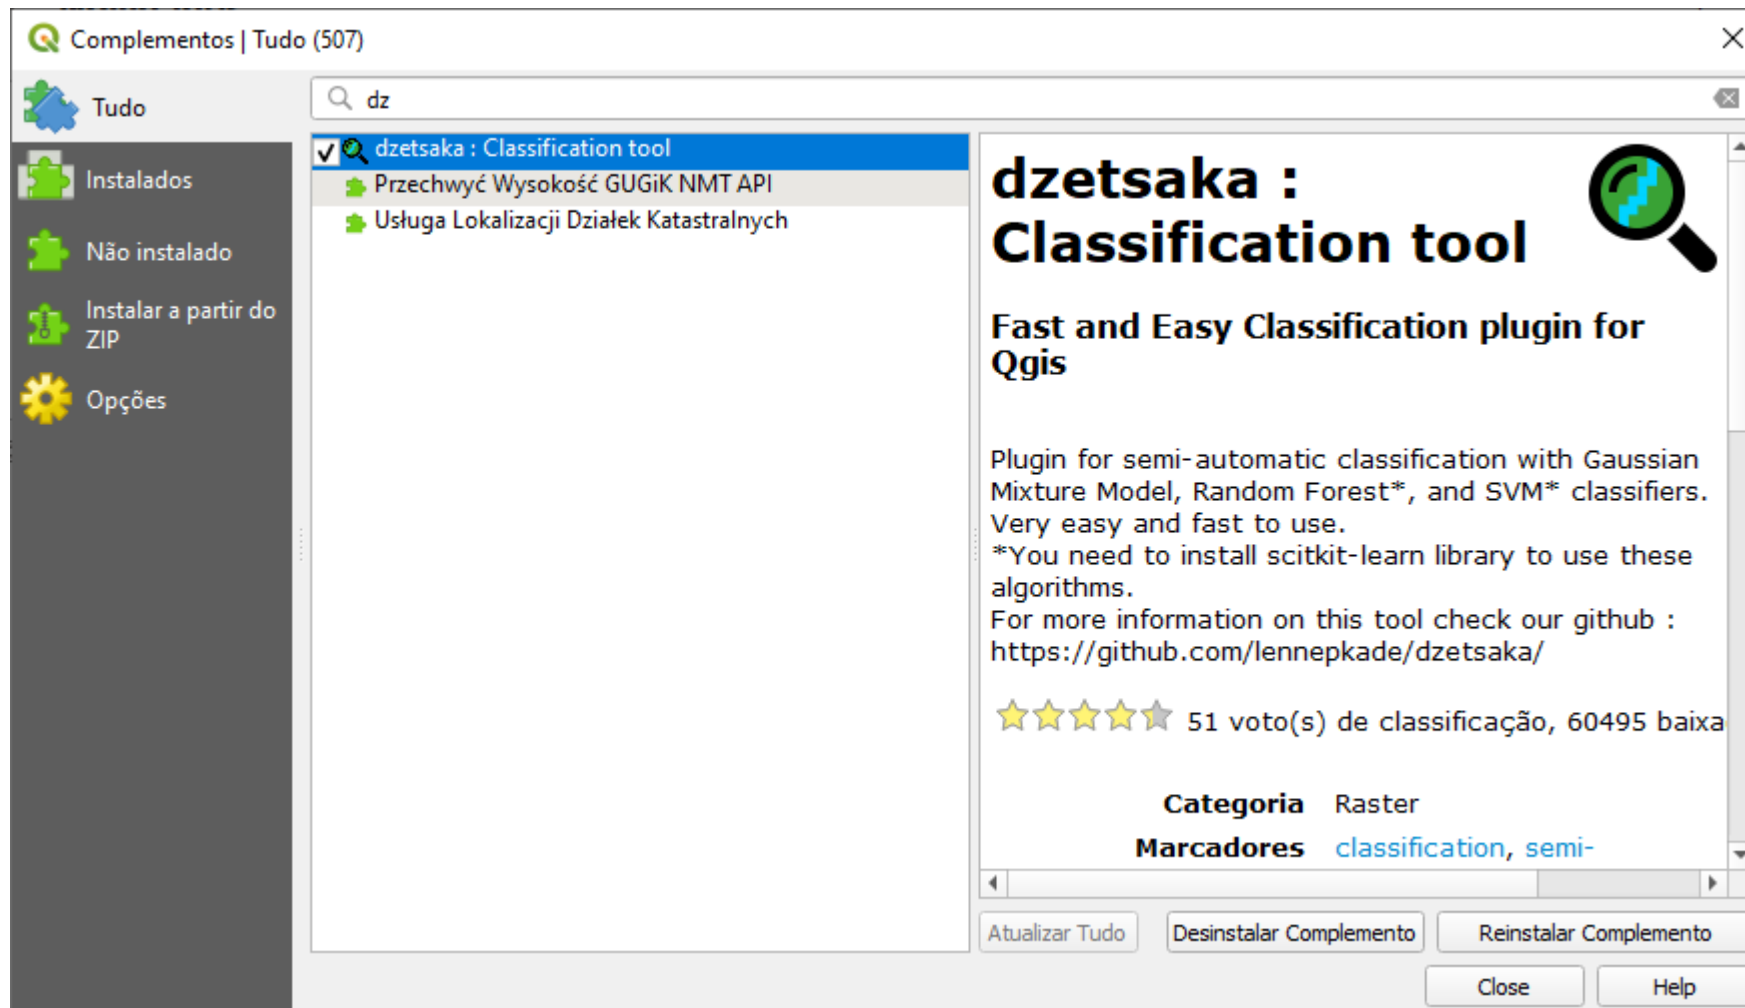 Complementos | Tudo (507)
Tudo
Instalados
Não instalado
Instalar a partir do
ZIP
Opções
dz
dzetsaka : Classification tool
Przechwyć Wysokość GUGiK NMT API
Usługa Lokalizacji Działek Katastralnych
dzetsaka :
Classification tool
Fast and Easy Classification plugin for
Qgis
Plugin for semi-automatic classification with Gaussian
Mixture Model, Random Forest*, and SVM* classifiers.
Very easy and fast to use.
*You need to install scitkit-learn library to use these
algorithms.
For more information on this tool check our github :
https://github.com/lennepkade/dzetsaka/
51 voto(s) de classificação, 60495 baixa
Categoria Raster
Marcadores classification, semi-
Atualizar Tudo Desinstalar Complemento Reinstalar Complemento
Close Help